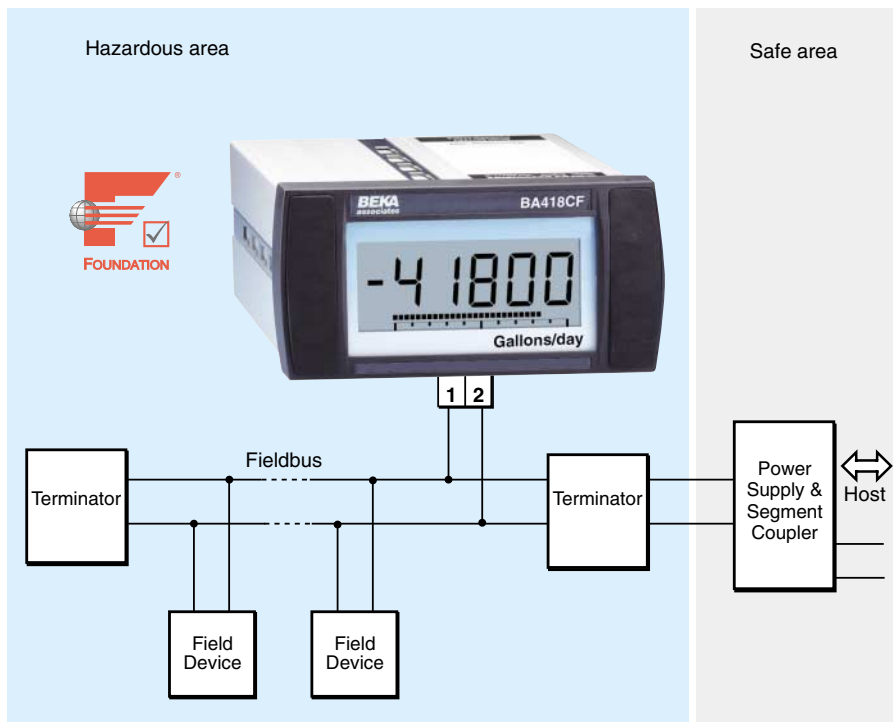 Hazardous area
Safe area
FOUNDATION
®
BEKA
associates
BA418CF
-41800
Gallons/day
1 2
Fieldbus
Terminator
Terminator
Power
Supply &
Segment
Coupler
Host
Field
Device
Field
Device